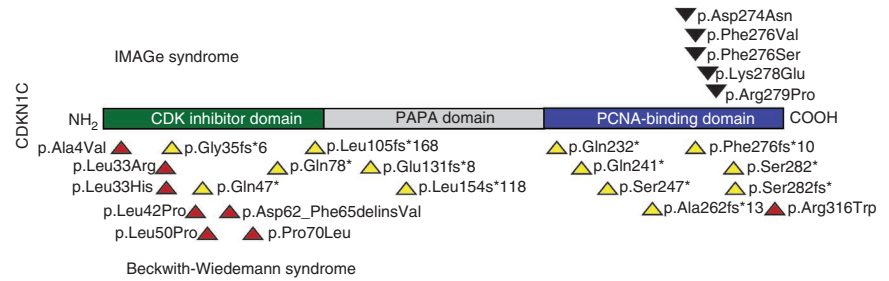 p.Asp274Asn
p.Phe276Val
IMAGe syndrome
p.Phe276Ser
p.Lys278Glu
p.Arg279Pro
CDKN1C
NH2 CDK inhibitor domain PAPA domain PCNA-binding domain COOH
p.Ala4Val p.Gly35fs*6 p.Leu105fs*168 p.Gln232* p.Phe276fs*10
p.Leu33Arg p.Gln78* p.Glu131fs*8 p.Gln241* p.Ser282*
p.Leu33His p.Gln47* p.Leu154s*118 p.Ser247* p.Ser282fs*
p.Leu42Pro p.Asp62_Phe65delinsVal p.Ala262fs*13 p.Arg316Trp
p.Leu50Pro p.Pro70Leu
Beckwith-Wiedemann syndrome